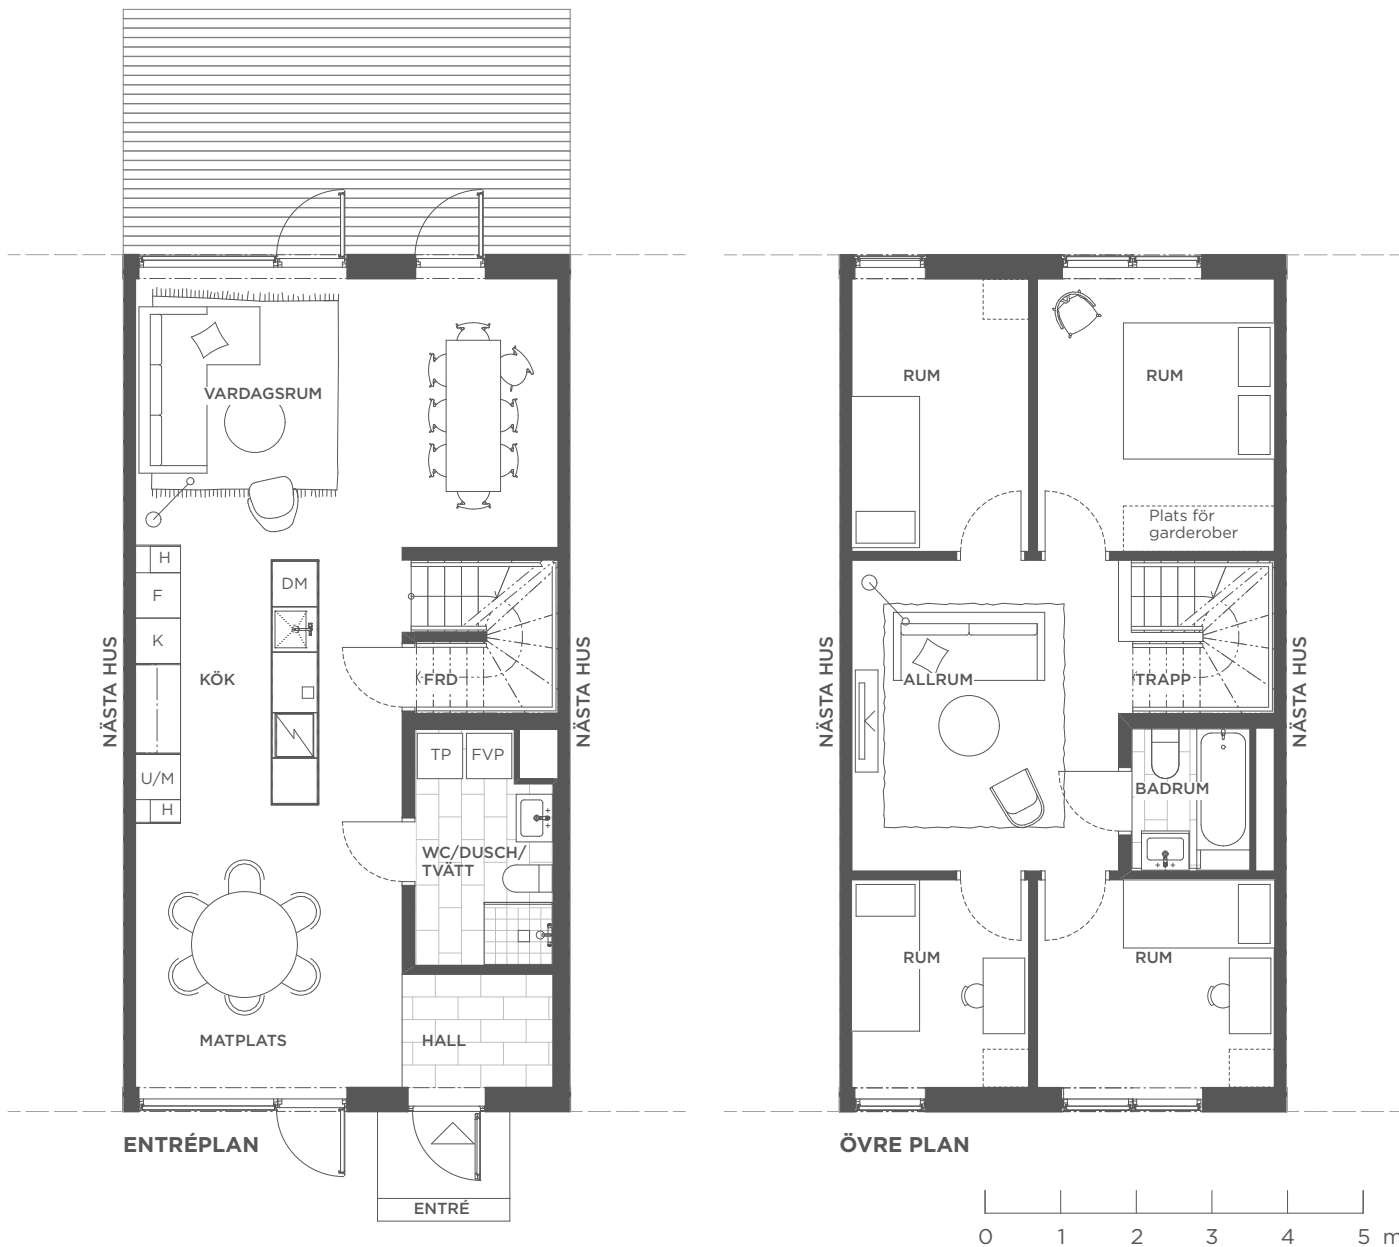 VARDAGSRUM
H
F
K
DM
KÖK
FRD
NÄSTA HUS
NÄSTA HUS
U/M
H
TP
FVP
WC/DUSCH/
TVÄTT
MATPLATS
HALL
ENTRÉPLAN
ENTRÉ
RUM
RUM
Plats för
garderober
NÄSTA HUS
ALLRUM
TRAPP
NÄSTA HUS
BADRUM
RUM
RUM
ÖVRE PLAN
0 1 2 3 4 5 m